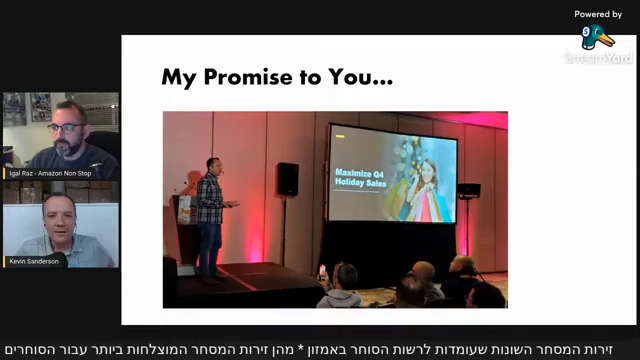 Powered by
StreamYard
My Promise to You...
Maximize Q4
Holiday Sales
Igal Raz - Amazon Non Stop
Kevin Sanderson
זירות המסחר השונות שעומדות לרשות הסוחר באמזון * מהן זירות המסחר המוצלחות ביותר עבור הסוחרים